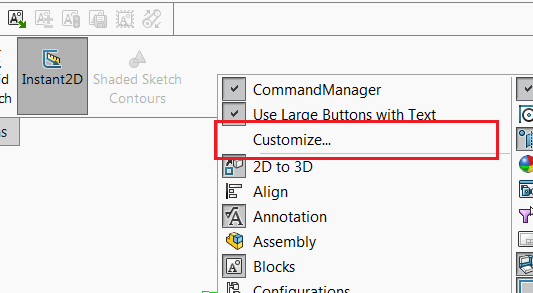 id
Instant2D
Shaded Sketch
ch
Contours
CommandManager
Use Large Buttons with Text
Customize...
2D to 3D
Align
Annotation
Assembly
Blocks
Configurations